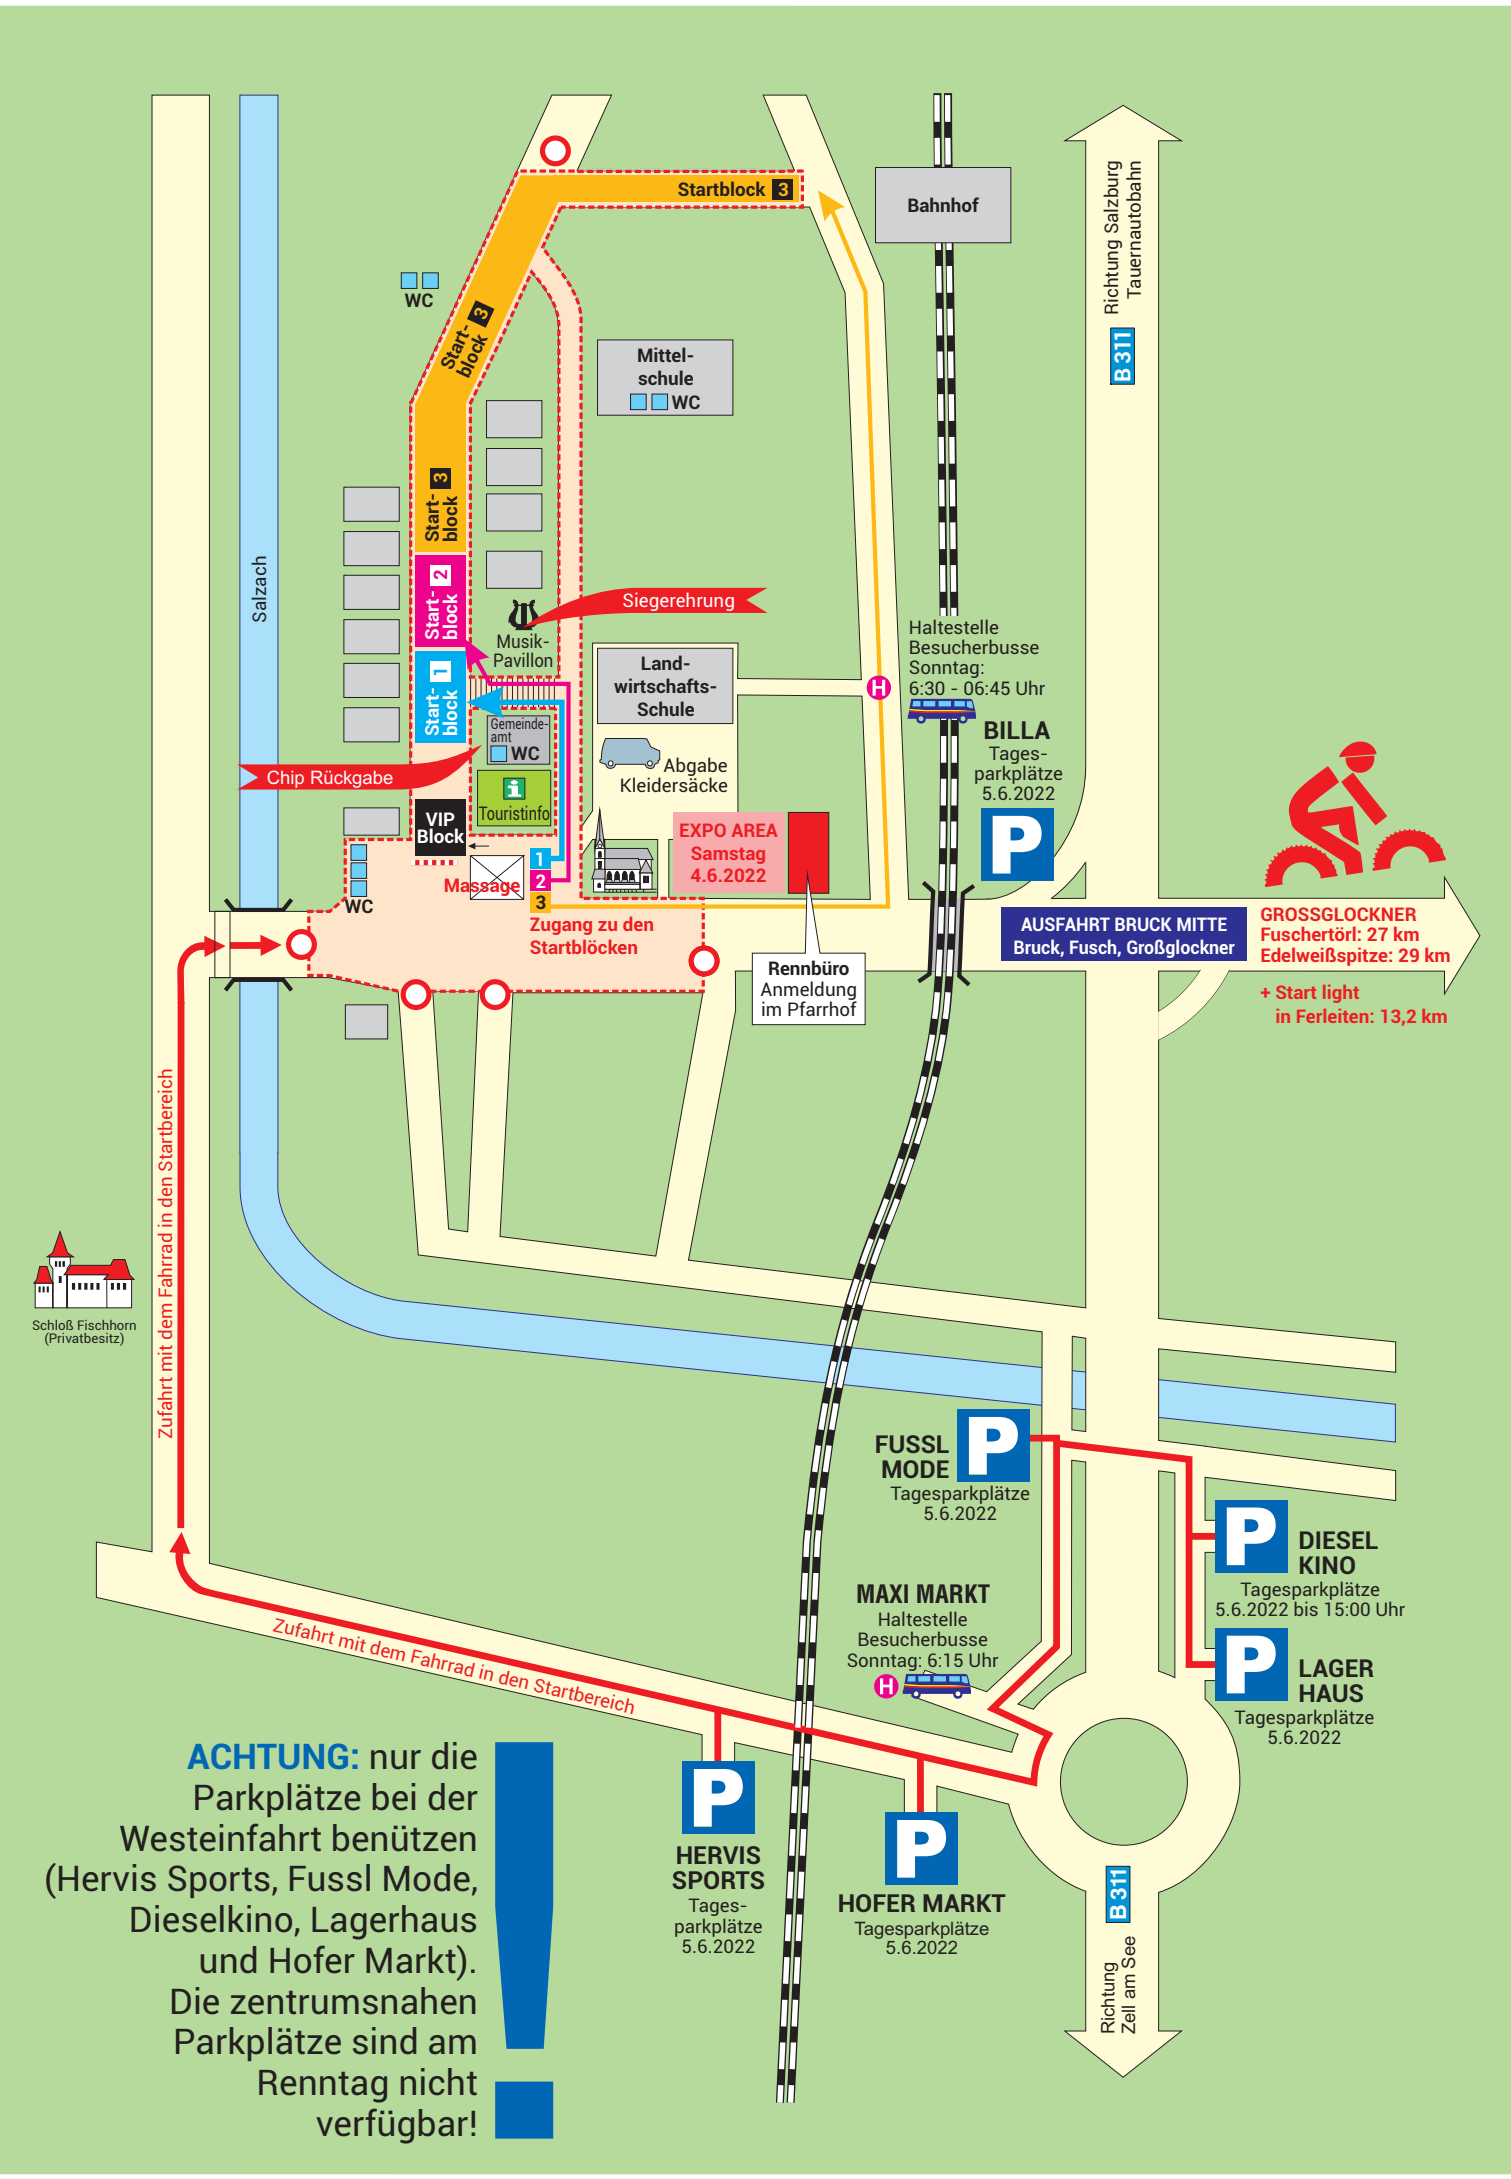 Startblock 3
Bahnhof
Richtung Salzburg
Tauernautobahn
B 311
WC
Start-
block 3
Mittel-
schule
WC
Start-
block 3
Salzach
Start-
block 2
Siegerehrung
Musik-
Pavillon
Haltestelle
Besucherbusse
Sonntag:
6:30 - 06:45 Uhr
H
Land-
wirtschafts-
Schule
Start-
block 1
Gemeinde-
amt
WC
BILLA
Tages-
parkplätze
5.6.2022
P
Abgabe
Kleidersäcke
Chip Rückgabe
i
Touristinfo
VIP
Block
EXPO AREA
Samstag
4.6.2022
1
2
3
Massage
WC
Zugang zu den
Startblöcken
AUSFAHRT BRUCK MITTE
Bruck, Fusch, Großglockner
GROSSGLOCKNER
Fuschertörl: 27 km
Edelweißspitze: 29 km
+ Start light
in Ferleiten: 13,2 km
Rennbüro
Anmeldung
im Pfarrhof
Zufahrt mit dem Fahrrad in den Startbereich
Schloß Fischhorn
(Privatbesitz)
FUSSL
MODE
P
Tagesparkplätze
5.6.2022
P
DIESEL
KINO
Tagesparkplätze
5.6.2022 bis 15:00 Uhr
MAXI MARKT
Haltestelle
Besucherbusse
Sonntag: 6:15 Uhr
H
P
LAGER
HAUS
Tagesparkplätze
5.6.2022
Zufahrt mit dem Fahrrad in den Startbereich
P
HERVIS
SPORTS
Tages-
parkplätze
5.6.2022
P
HOFER MARKT
Tagesparkplätze
5.6.2022
B 311
Richtung
Zell am See
ACHTUNG: nur die
Parkplätze bei der
Westeinfahrt benützen
(Hervis Sports, Fussl Mode,
Dieselkino, Lagerhaus
und Hofer Markt).
Die zentrumsnahen
Parkplätze sind am
Renntag nicht
verfügbar!
!